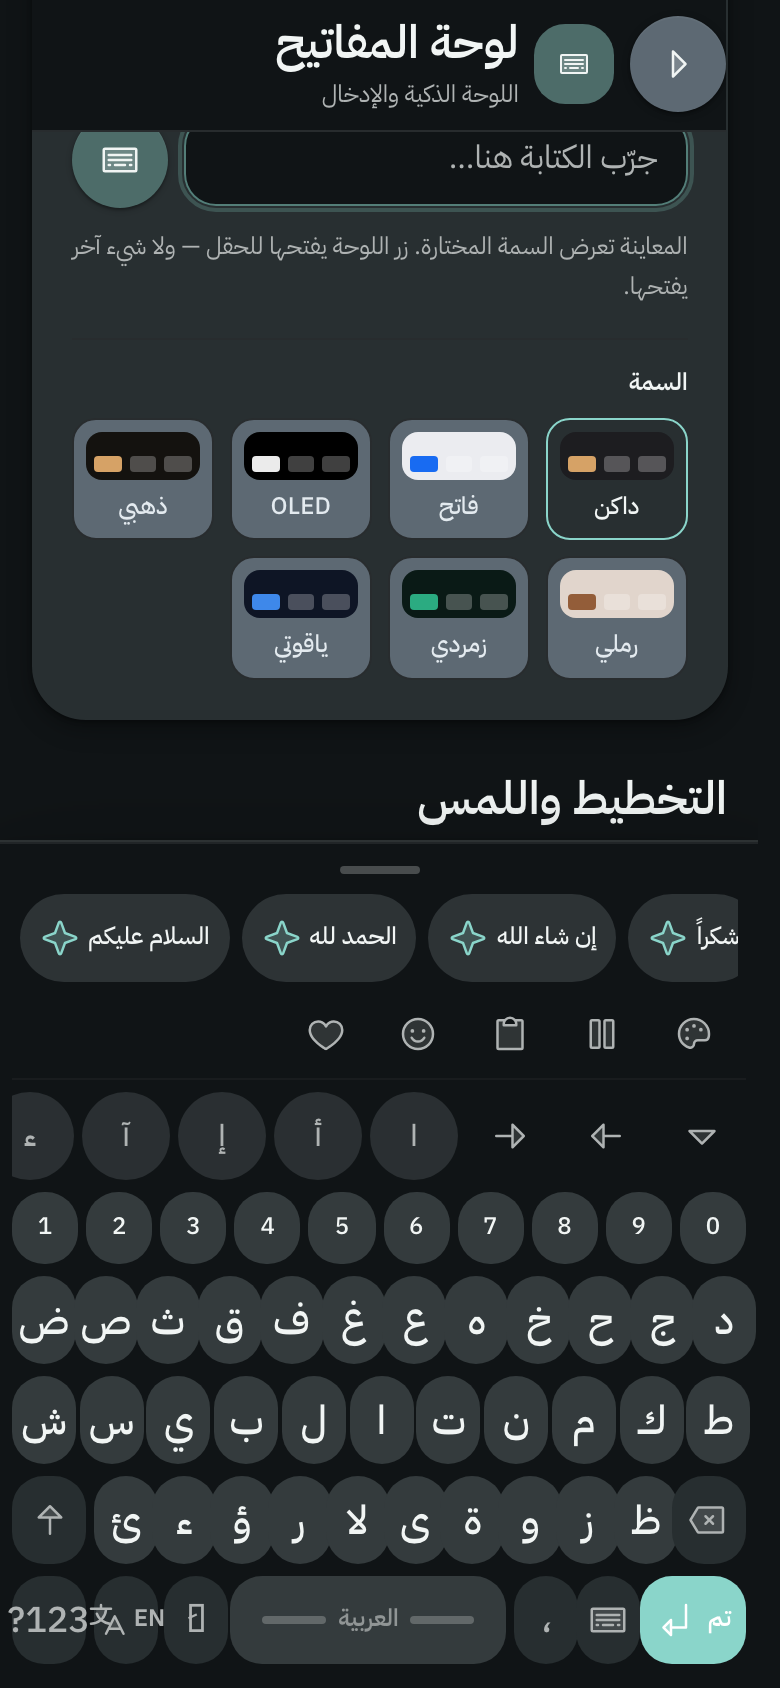 لوحة المفاتيح
اللوحة الذكية والإدخال
جرّب الكتابة هنا...
المعاينة تعرض السمة المختارة. زر اللوحة يفتحها للحقل — ولا شيء آخر
يفتحها.
السمة
داكن فاتح OLED ذهبي
رملي زمردي ياقوتي
التخطيط واللمس
شكراً إن شاء الله الحمد لله السلام عليكم
ا أ إ آ ء
1 2 3 4 5 6 7 8 9 0
د ج ح خ ه ع غ ف ق ث ص ض
ط ك م ن ت ا ل ب ي س ش
ظ ز و ة ى لا ر ؤ ء ئ
تم ، العربية EN ?123